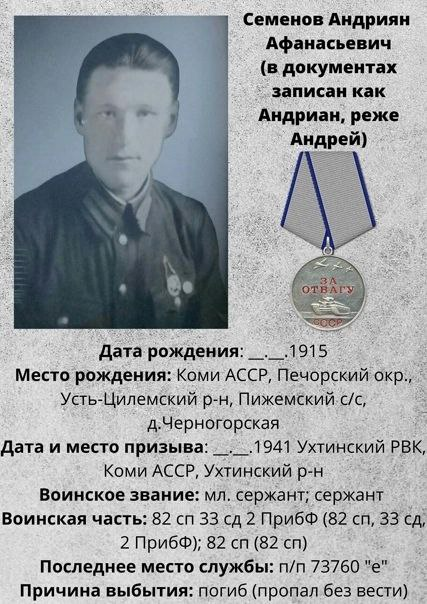 Семенов Андриян
Афанасьевич
(в документах
записан как
Андриан, реже
Андрей)
ЗА
ОТВАГУ
СССР
Дата рождения: __.__.1915
Место рождения: Коми АССР, Печорский окр.,
Усть-Цилемский р-н, Пижемский с/с,
д.Черногорская
Дата и место призыва: __.__.1941 Ухтинский РВК,
Коми АССР, Ухтинский р-н
Воинское звание: мл. сержант; сержант
Воинская часть: 82 сп 33 сд 2 ПрибФ (82 сп, 33 сд,
2 ПрибФ); 82 сп (82 сп)
Последнее место службы: п/п 73760 "е"
Причина выбытия: погиб (пропал без вести)